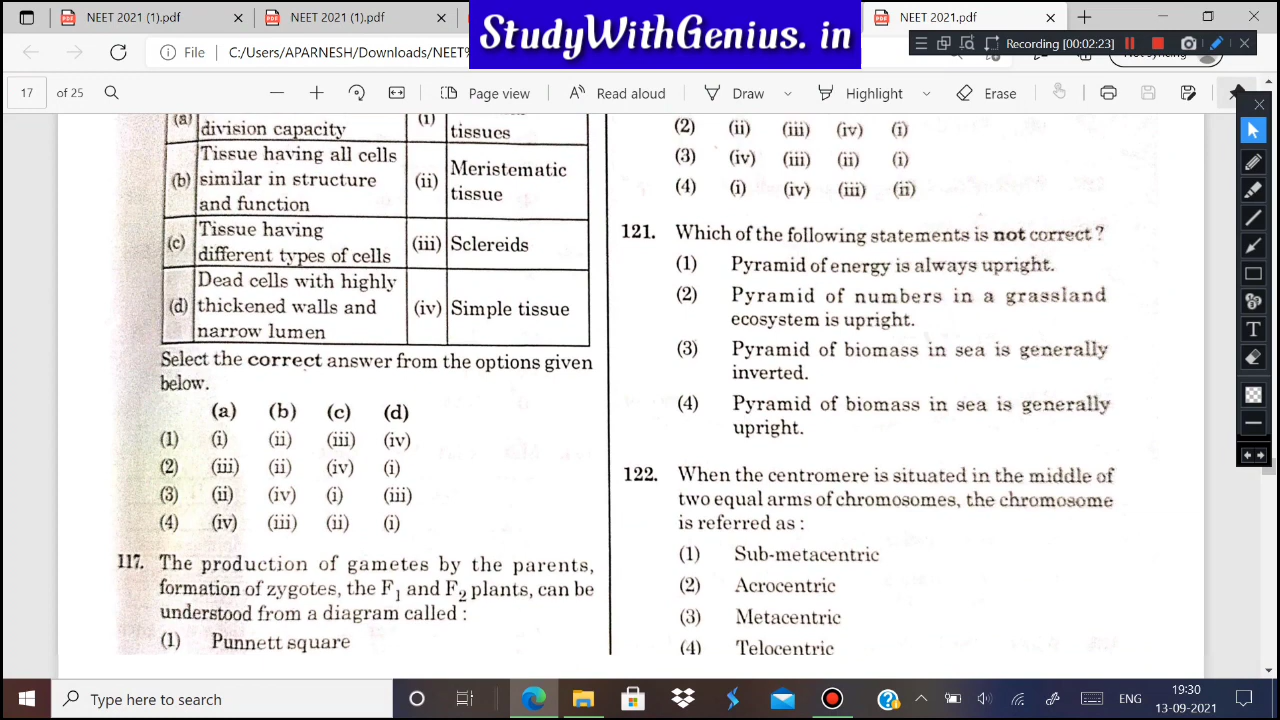 NEET 2021 (1).pdf
NEET 2021 (1).pdf
NEET 2021.pdf
StudyWithGenius. in
File
C:/Users/APARNESH/Downloads/NEET%
Recording [00:02:23]
17 of 25
Page view
Read aloud
Draw
Highlight
Erase
(a) division capacity (i) tissues
(b) Tissue having all cells similar in structure and function (ii) Meristematic tissue
(c) Tissue having different types of cells (iii) Sclereids
(d) Dead cells with highly thickened walls and narrow lumen (iv) Simple tissue
Select the correct answer from the options given
below.
(a) (b) (c) (d)
(1) (i) (ii) (iii) (iv)
(2) (iii) (ii) (iv) (i)
(3) (ii) (iv) (i) (iii)
(4) (iv) (iii) (ii) (i)
117. The production of gametes by the parents,
formation of zygotes, the F1 and F2 plants, can be
understood from a diagram called :
(1) Punnett square
(2) (ii) (iii) (iv) (i)
(3) (iv) (iii) (ii) (i)
(4) (i) (iv) (iii) (ii)
121. Which of the following statements is not correct ?
(1) Pyramid of energy is always upright.
(2) Pyramid of numbers in a grassland
ecosystem is upright.
(3) Pyramid of biomass in sea is generally
inverted.
(4) Pyramid of biomass in sea is generally
upright.
122. When the centromere is situated in the middle of
two equal arms of chromosomes, the chromosome
is referred as :
(1) Sub-metacentric
(2) Acrocentric
(3) Metacentric
(4) Telocentric
Type here to search
ENG
19:30
13-09-2021